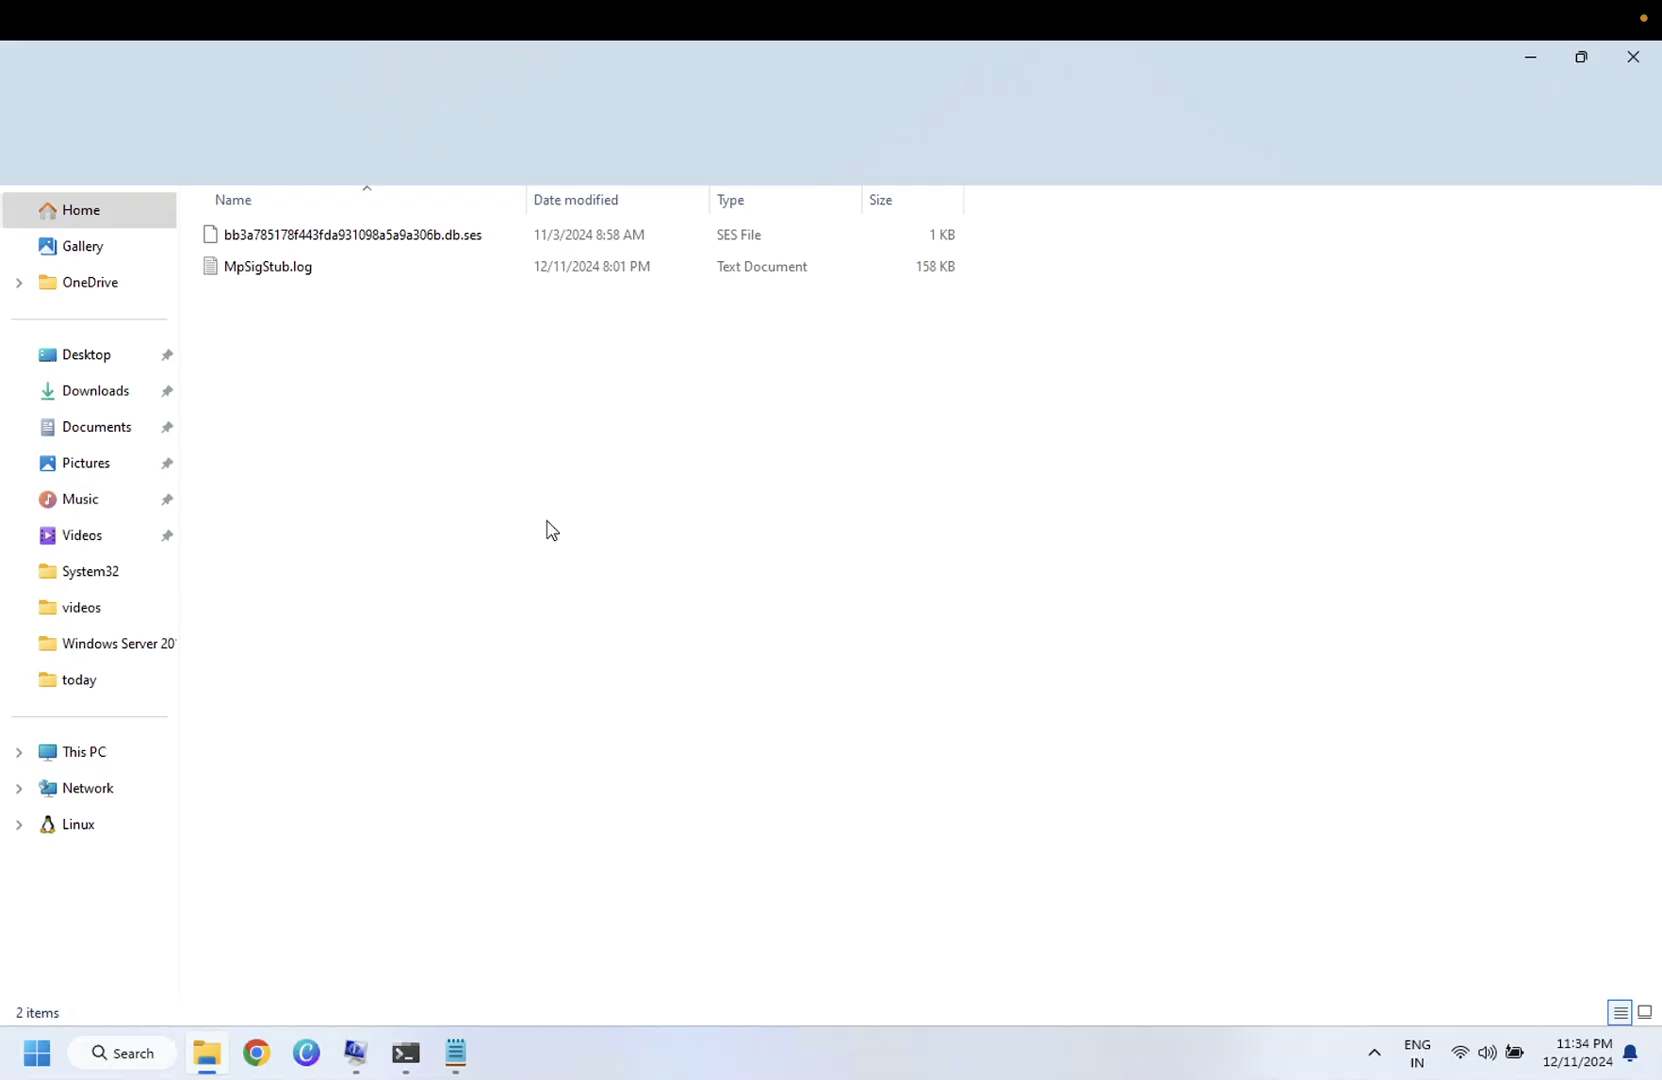 Name Date modified Type Size
bb3a785178f443fda931098a5a9a306b.db.ses 11/3/2024 8:58 AM SES File 1 KB
MpSigStub.log 12/11/2024 8:01 PM Text Document 158 KB
Home
Gallery
OneDrive
Desktop
Downloads
Documents
Pictures
Music
Videos
System32
videos
Windows Server 20
today
This PC
Network
Linux
2 items
Search
ENG
IN
11:34 PM
12/11/2024